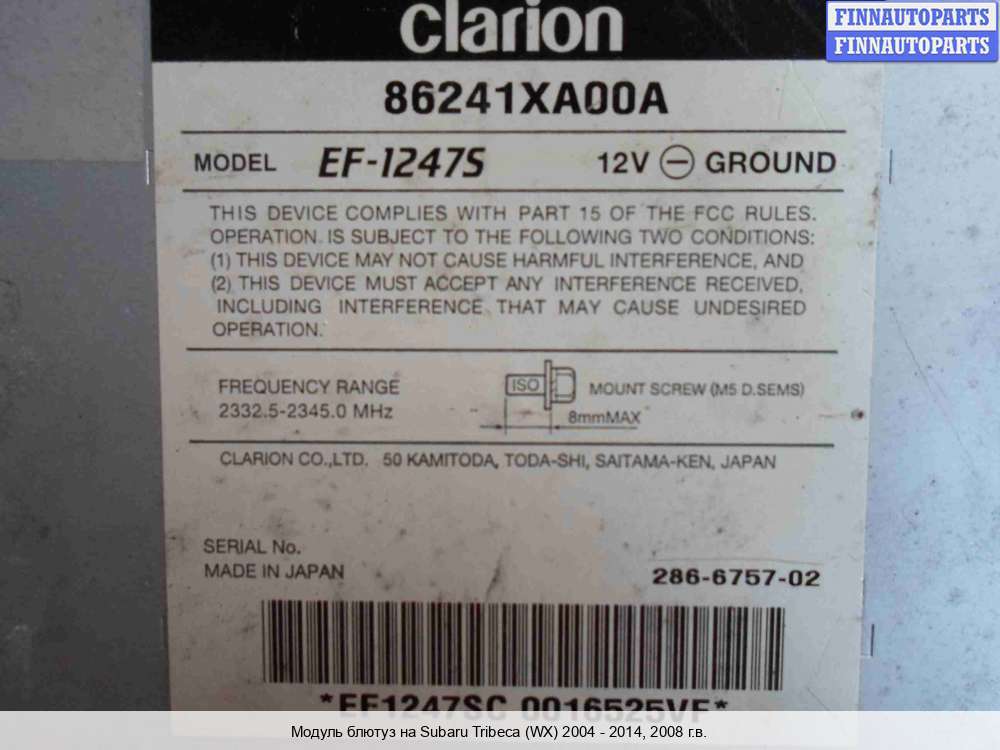 FINNAUTOPARTS
FINNAUTOPARTS
clarion
86241XA00A
MODEL EF-1247S 12V GROUND
THIS DEVICE COMPLIES WITH PART 15 OF THE FCC RULES.
OPERATION IS SUBJECT TO THE FOLLOWING TWO CONDITIONS:
(1) THIS DEVICE MAY NOT CAUSE HARMFUL INTERFERENCE, AND
(2) THIS DEVICE MUST ACCEPT ANY INTERFERENCE RECEIVED,
INCLUDING INTERFERENCE THAT MAY CAUSE UNDESIRED
OPERATION.
FREQUENCY RANGE
2332.5-2345.0 MHz
ISO
MOUNT SCREW (M5 D.SEMS)
8mmMAX
CLARION CO.,LTD. 50 KAMITODA, TODA-SHI, SAITAMA-KEN, JAPAN
SERIAL No.
MADE IN JAPAN
286-6757-02
*EF1247SC 0016525VF*
Модуль блютуз на Subaru Tribeca (WX) 2004 - 2014, 2008 г.в.